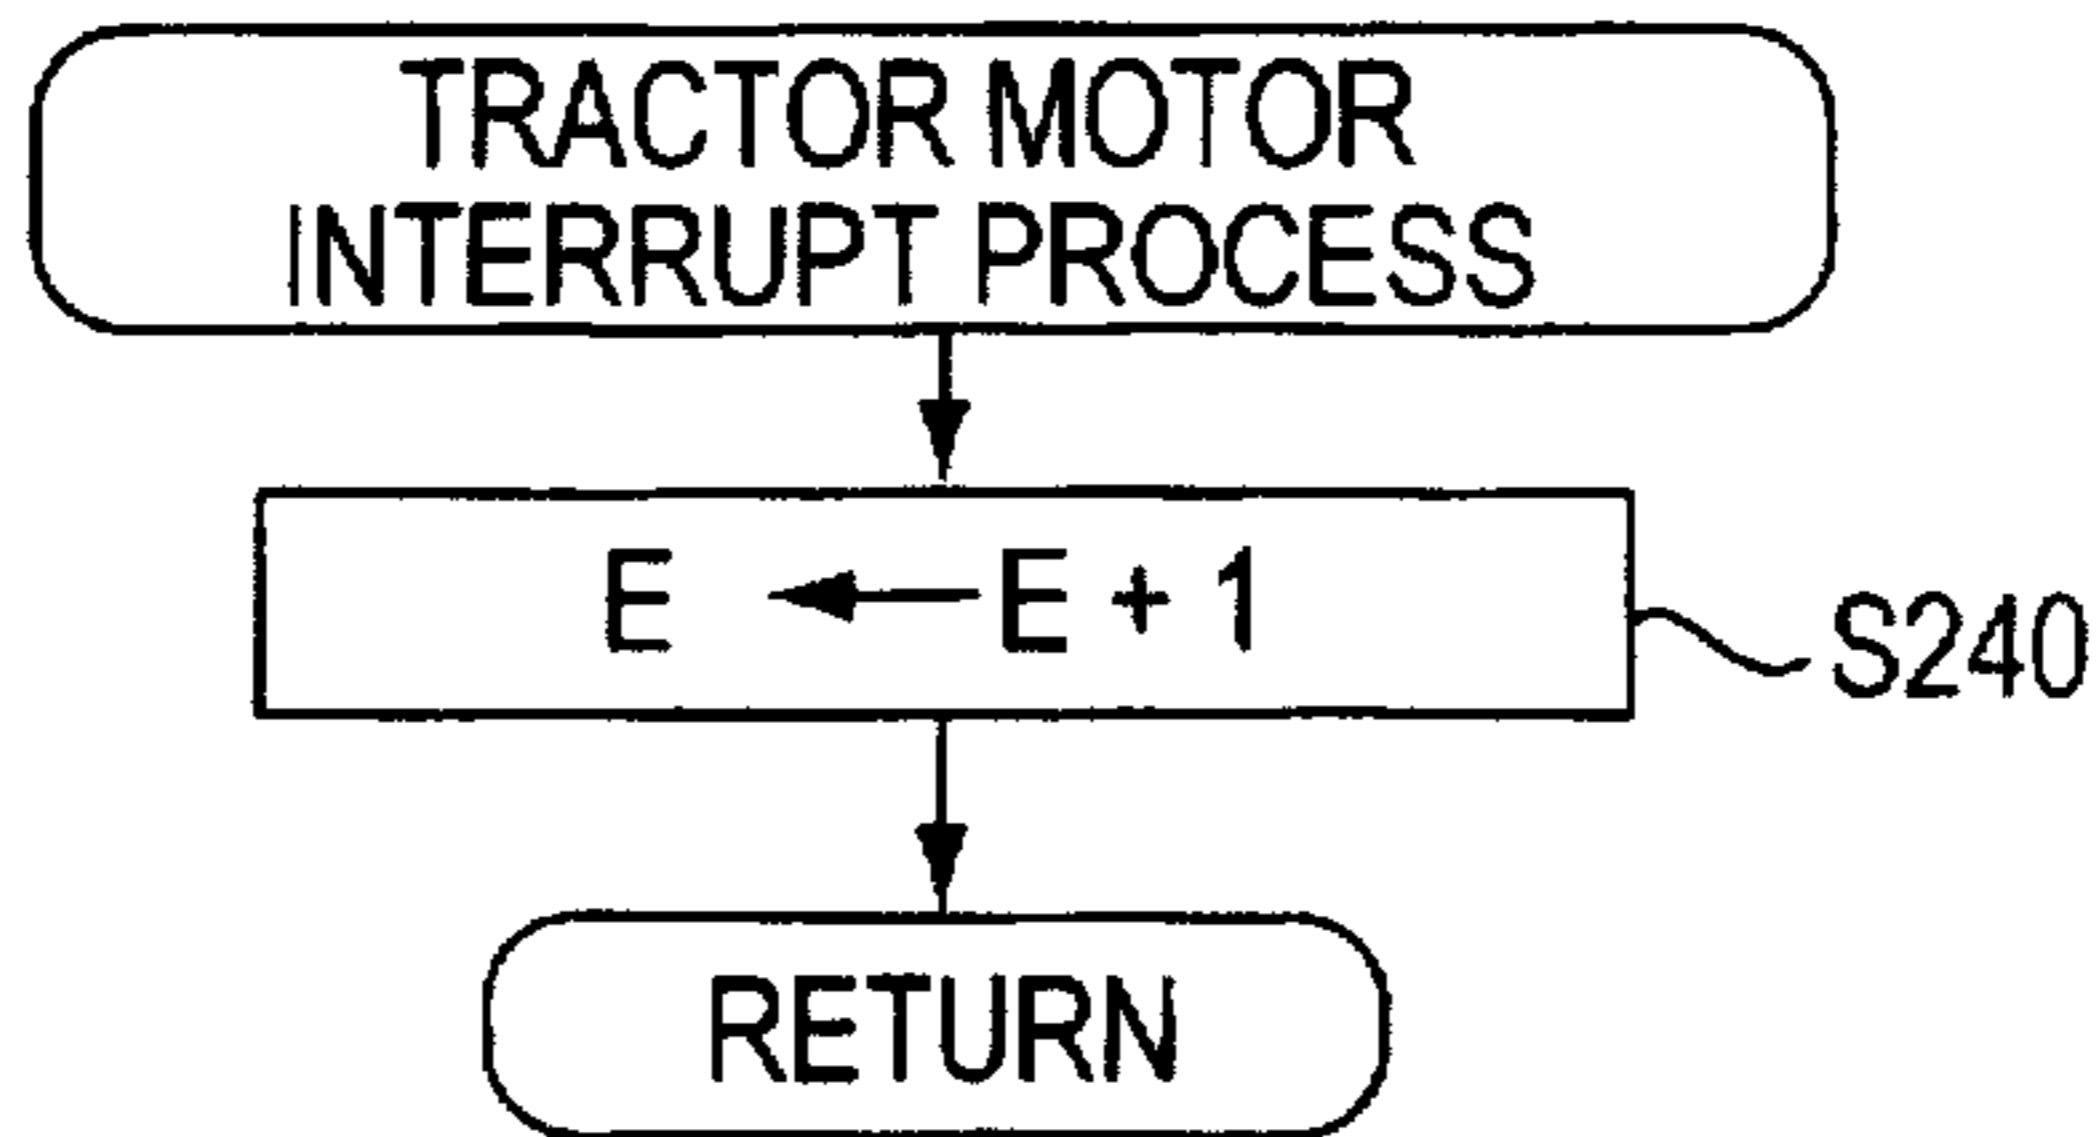 TRACTOR MOTOR
INTERRUPT PROCESS
E ← E + 1
S240
RETURN